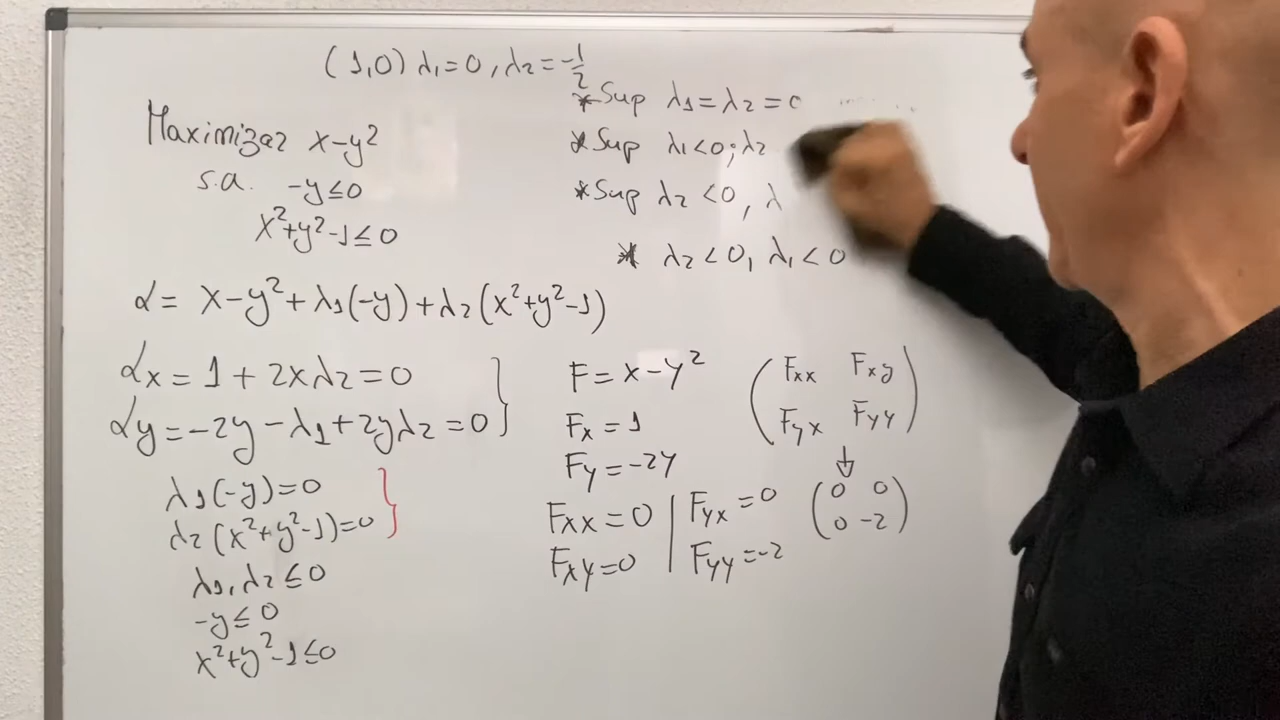 (1,0) λ1=0, λ2=-1/2
Maximizar x-y²
s.a. -y≤0
x²+y²-1≤0
*Sup λ1=λ2=0
*Sup λ1<0; λ2
*Sup λ2<0, λ
* λ2<0, λ1<0
α= x-y²+λ1(-y)+λ2(x²+y²-1)
αx=1+2xλ2=0
αy=-2y-λ1+2yλ2=0
λ1(-y)=0
λ2(x²+y²-1)=0
λ1,λ2≤0
-y≤0
x²+y²-1≤0
F=x-y²
Fx=1
Fy=-2y
Fxx=0 | Fyx=0
Fxy=0 | Fyy=-2
(Fxx Fxy
Fyx Fyy)
↓
(0 0
0 -2)